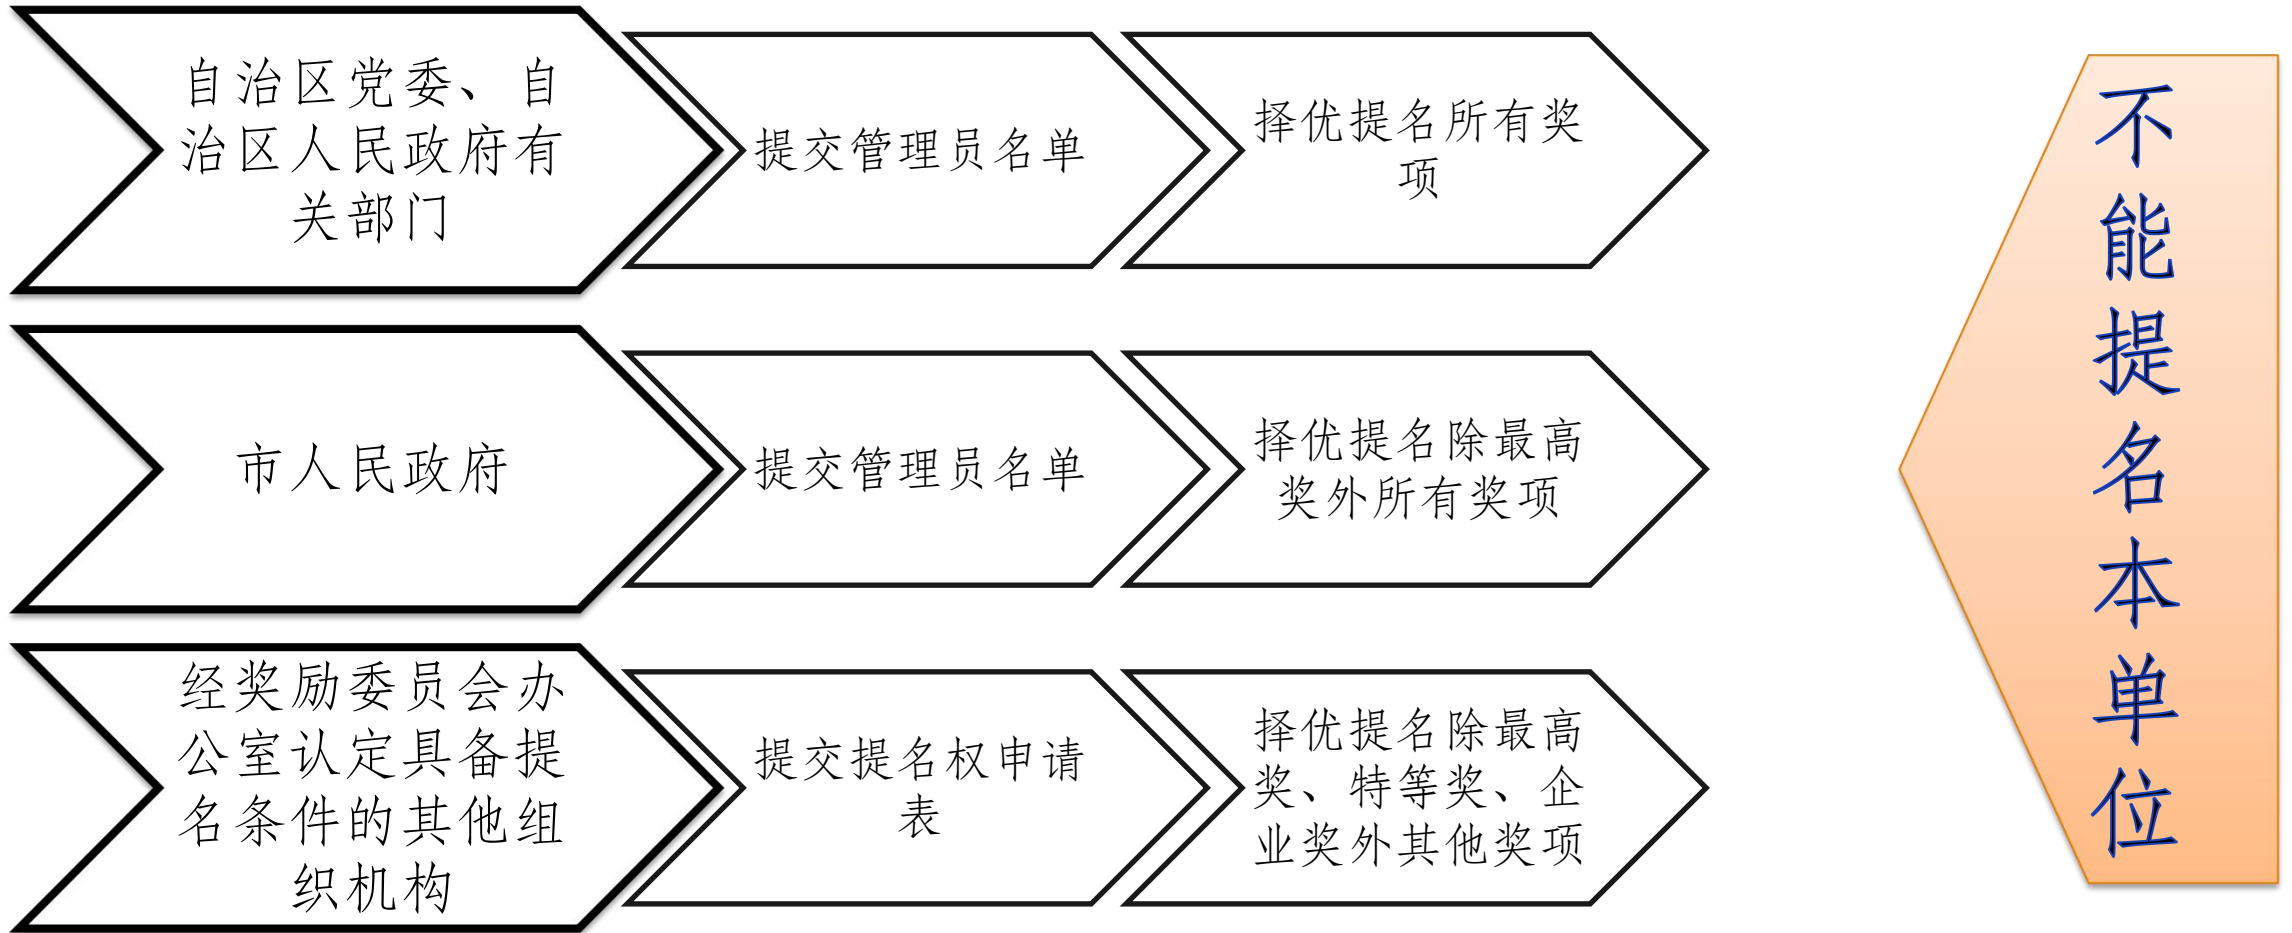 自治区党委、自
治区人民政府有
关部门
提交管理员名单
择优提名所有奖
项
市人民政府
提交管理员名单
择优提名除最高
奖外所有奖项
经奖励委员会办
公室认定具备提
名条件的其他组
织机构
提交提名权申请
表
择优提名除最高
奖、特等奖、企
业奖外其他奖项
不能提名本单位